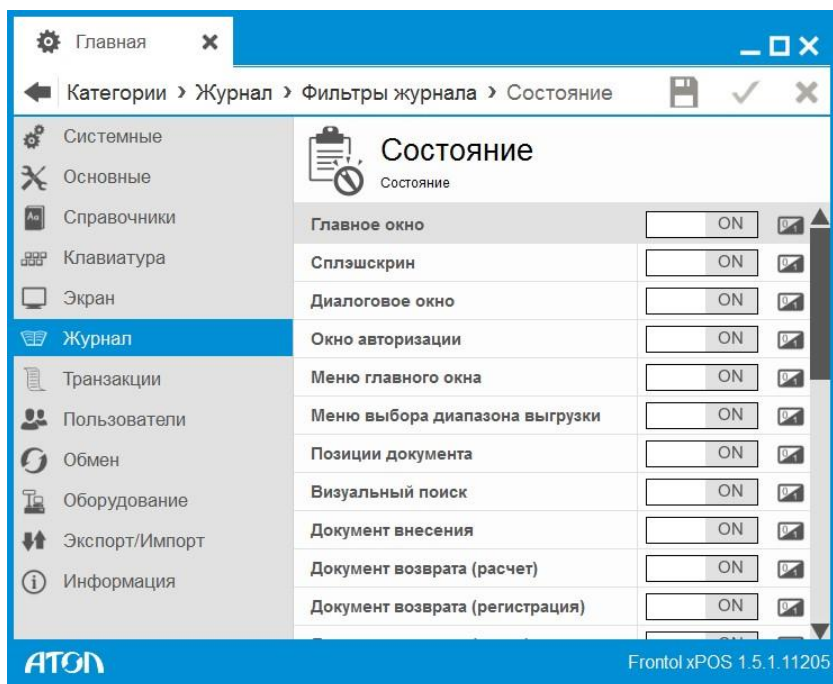 Главная
Категории › Журнал › Фильтры журнала › Состояние
Системные
Основные
Справочники
Клавиатура
Экран
Журнал
Транзакции
Пользователи
Обмен
Оборудование
Экспорт/Импорт
Информация
Состояние
Состояние
Главное окно ON
Сплэшскрин ON
Диалоговое окно ON
Окно авторизации ON
Меню главного окна ON
Меню выбора диапазона выгрузки ON
Позиции документа ON
Визуальный поиск ON
Документ внесения ON
Документ возврата (расчет) ON
Документ возврата (регистрация) ON
ATOL
Frontol xPOS 1.5.1.11205